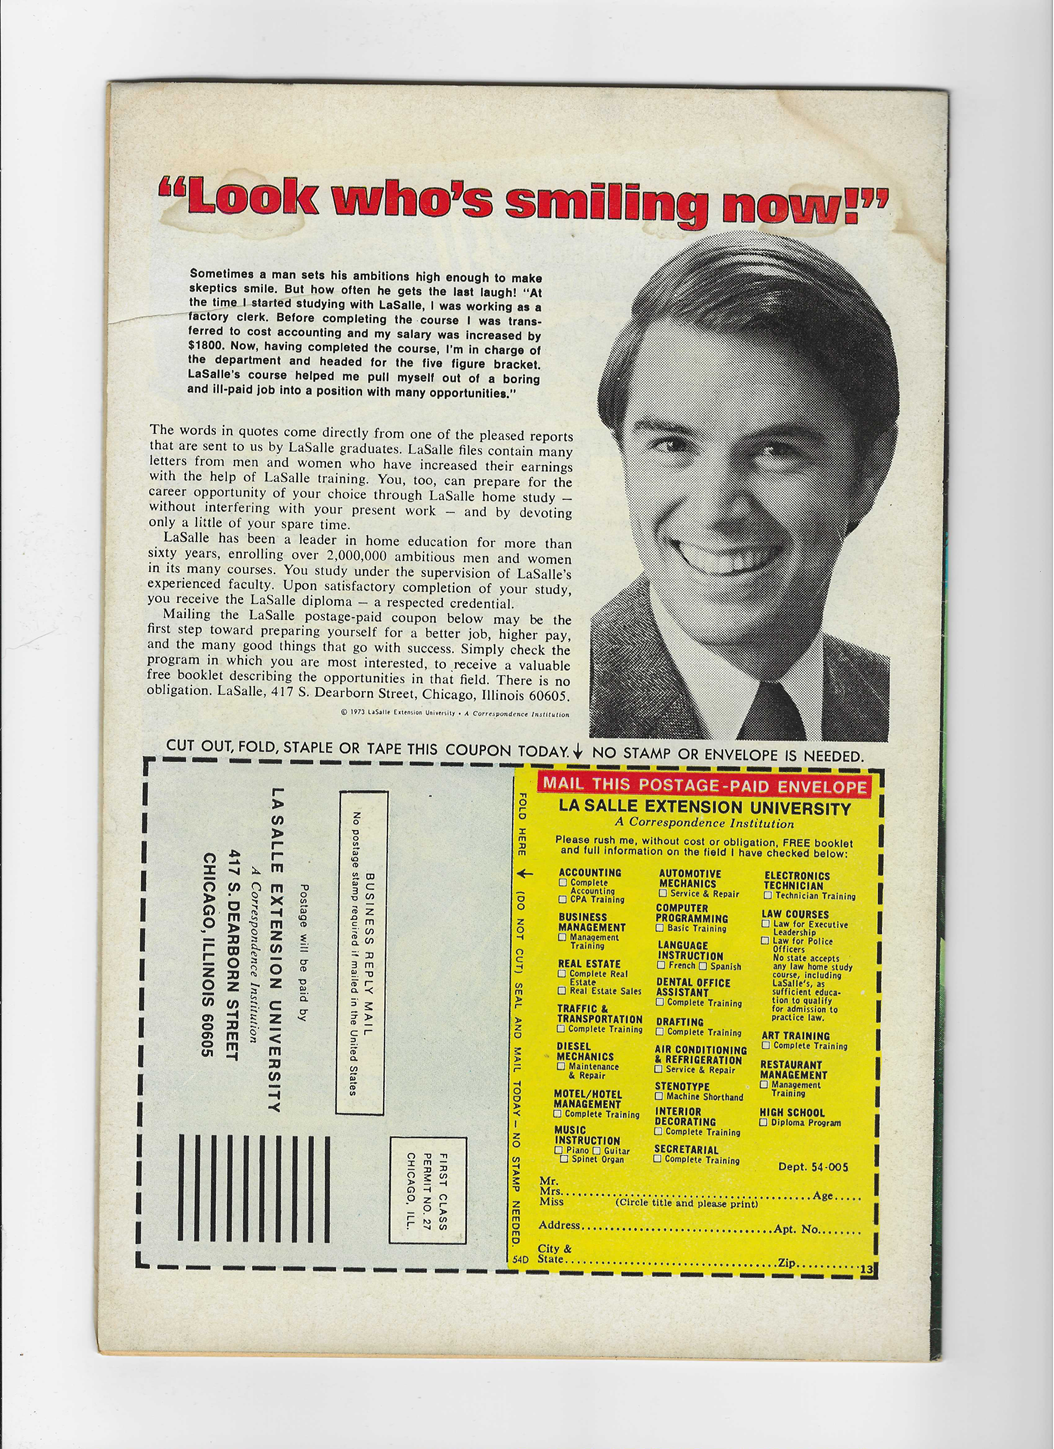 “Look who's smiling now!”
Sometimes a man sets his ambitions high enough to make
skeptics smile. But how often he gets the last laugh! “At
the time I started studying with LaSalle, I was working as a
factory clerk. Before completing the course I was trans-
ferred to cost accounting and my salary was increased by
$1800. Now, having completed the course, I'm in charge of
the department and headed for the five figure bracket.
LaSalle's course helped me pull myself out of a boring
and ill-paid job into a position with many opportunities.”
The words in quotes come directly from one of the pleased reports
that are sent to us by LaSalle graduates. LaSalle files contain many
letters from men and women who have increased their earnings
with the help of LaSalle training. You, too, can prepare for the
career opportunity of your choice through LaSalle home study —
without interfering with your present work — and by devoting
only a little of your spare time.
LaSalle has been a leader in home education for more than
sixty years, enrolling over 2,000,000 ambitious men and women
in its many courses. You study under the supervision of LaSalle's
experienced faculty. Upon satisfactory completion of your study,
you receive the LaSalle diploma — a respected credential.
Mailing the LaSalle postage-paid coupon below may be the
first step toward preparing yourself for a better job, higher pay,
and the many good things that go with success. Simply check the
program in which you are most interested, to receive a valuable
free booklet describing the opportunities in that field. There is no
obligation. LaSalle, 417 S. Dearborn Street, Chicago, Illinois 60605.
© 1973 LaSalle Extension University • A Correspondence Institution
CUT OUT, FOLD, STAPLE OR TAPE THIS COUPON TODAY. ↓ NO STAMP OR ENVELOPE IS NEEDED.
FIRST CLASS
PERMIT NO. 27
CHICAGO, ILL.
BUSINESS REPLY MAIL
No postage stamp required if mailed in the United States
Postage will be paid by
LA SALLE EXTENSION UNIVERSITY
A Correspondence Institution
417 S. DEARBORN STREET
CHICAGO, ILLINOIS 60605
FOLD HERE → (DO NOT CUT) SEAL AND MAIL TODAY — NO STAMP NEEDED.
54D
MAIL THIS POSTAGE-PAID ENVELOPE
LA SALLE EXTENSION UNIVERSITY
A Correspondence Institution
Please rush me, without cost or obligation, FREE booklet
and full information on the field I have checked below:
ACCOUNTING
☐ Complete
Accounting
☐ CPA Training
BUSINESS
MANAGEMENT
☐ Management
Training
REAL ESTATE
☐ Complete Real
Estate
☐ Real Estate Sales
TRAFFIC &
TRANSPORTATION
☐ Complete Training
DIESEL
MECHANICS
☐ Maintenance
& Repair
MOTEL/HOTEL
MANAGEMENT
☐ Complete Training
MUSIC
INSTRUCTION
☐ Piano ☐ Guitar
☐ Spinet Organ
AUTOMOTIVE
MECHANICS
☐ Service & Repair
COMPUTER
PROGRAMMING
☐ Basic Training
LANGUAGE
INSTRUCTION
☐ French ☐ Spanish
DENTAL OFFICE
ASSISTANT
☐ Complete Training
DRAFTING
☐ Complete Training
AIR CONDITIONING
& REFRIGERATION
☐ Service & Repair
STENOTYPE
☐ Machine Shorthand
INTERIOR
DECORATING
☐ Complete Training
SECRETARIAL
☐ Complete Training
ELECTRONICS
TECHNICIAN
☐ Technician Training
LAW COURSES
☐ Law for Executive
Leadership
☐ Law for Police
Officers
No state accepts
any law home study
course, including
LaSalle's, as
sufficient educa-
tion to qualify
for admission to
practice law.
ART TRAINING
☐ Complete Training
RESTAURANT
MANAGEMENT
☐ Management
Training
HIGH SCHOOL
☐ Diploma Program
Dept. 54-005
Mr.
Mrs. Age
Miss (Circle title and please print)
Address Apt. No.
City &
State Zip 13